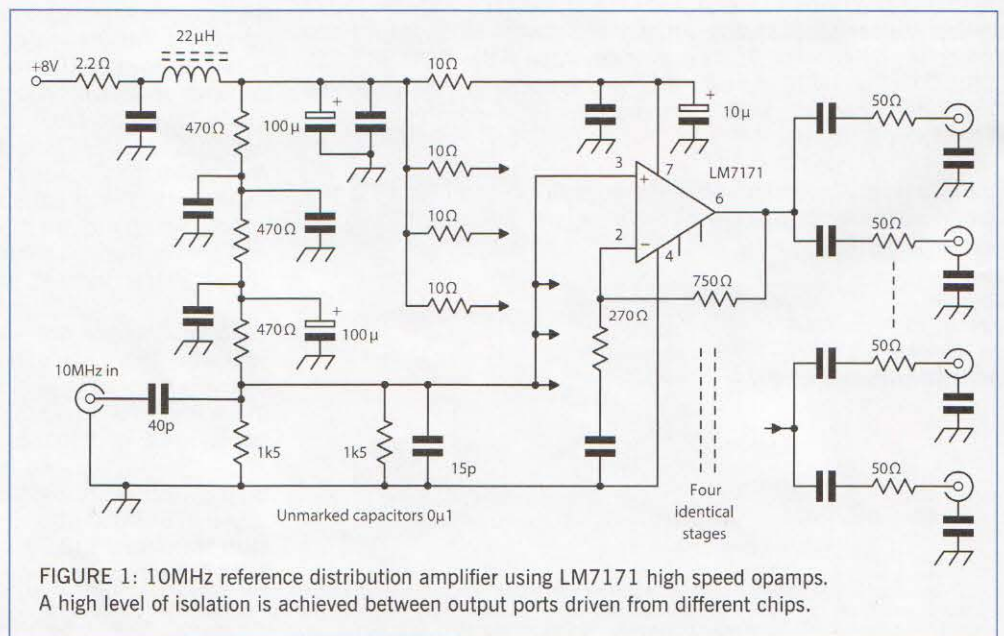 22µH
+8V
2.2Ω
10Ω
50Ω
470Ω
100µ
+
+
10µ
10Ω
3
7
LM7171
+
6
470Ω
10Ω
2
−
4
50Ω
10Ω
750Ω
270Ω
470Ω
+
100µ
50Ω
10MHz in
40p
1k5
1k5
15p
50Ω
Four
identical
stages
Unmarked capacitors 0µ1
FIGURE 1: 10MHz reference distribution amplifier using LM7171 high speed opamps.
A high level of isolation is achieved between output ports driven from different chips.